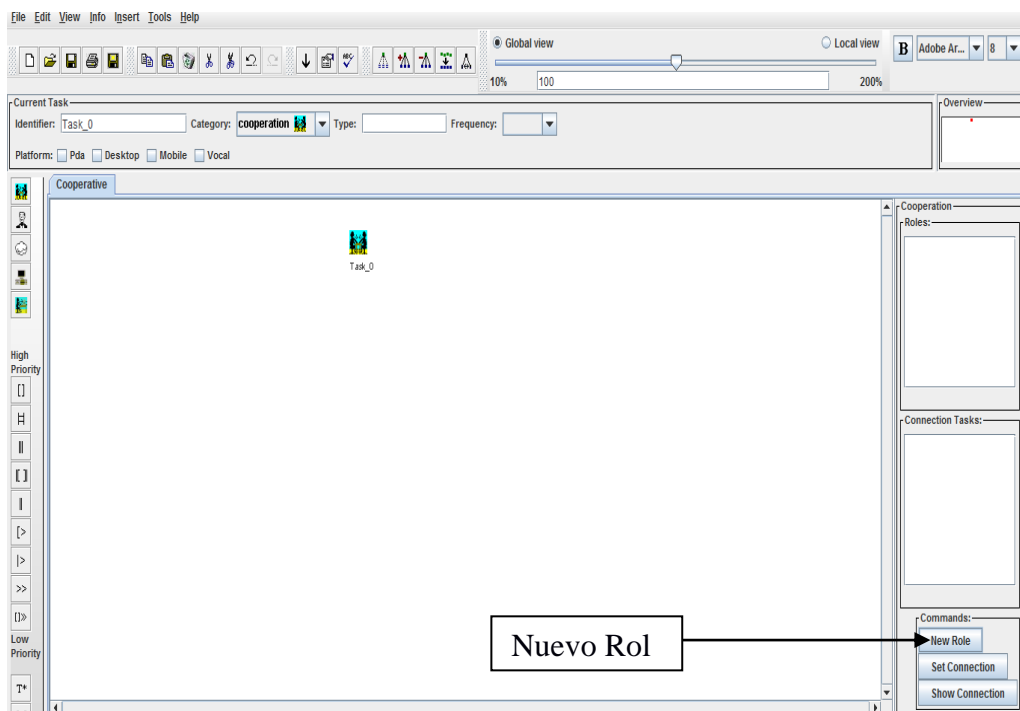 File Edit View Info Insert Tools Help
Global view
Local view
B
Adobe Ar...
8
10%
100
200%
Current Task
Identifier: Task_0
Category: cooperation
Type:
Frequency:
Platform: Pda Desktop Mobile Vocal
Overview
Cooperative
Task_0
High
Priority
[]
|=|
|||
[]
||
[>
|>
>>
[]>>
Low
Priority
T*
Cooperation
Roles:
Connection Tasks:
Commands:
New Role
Set Connection
Show Connection
Nuevo Rol